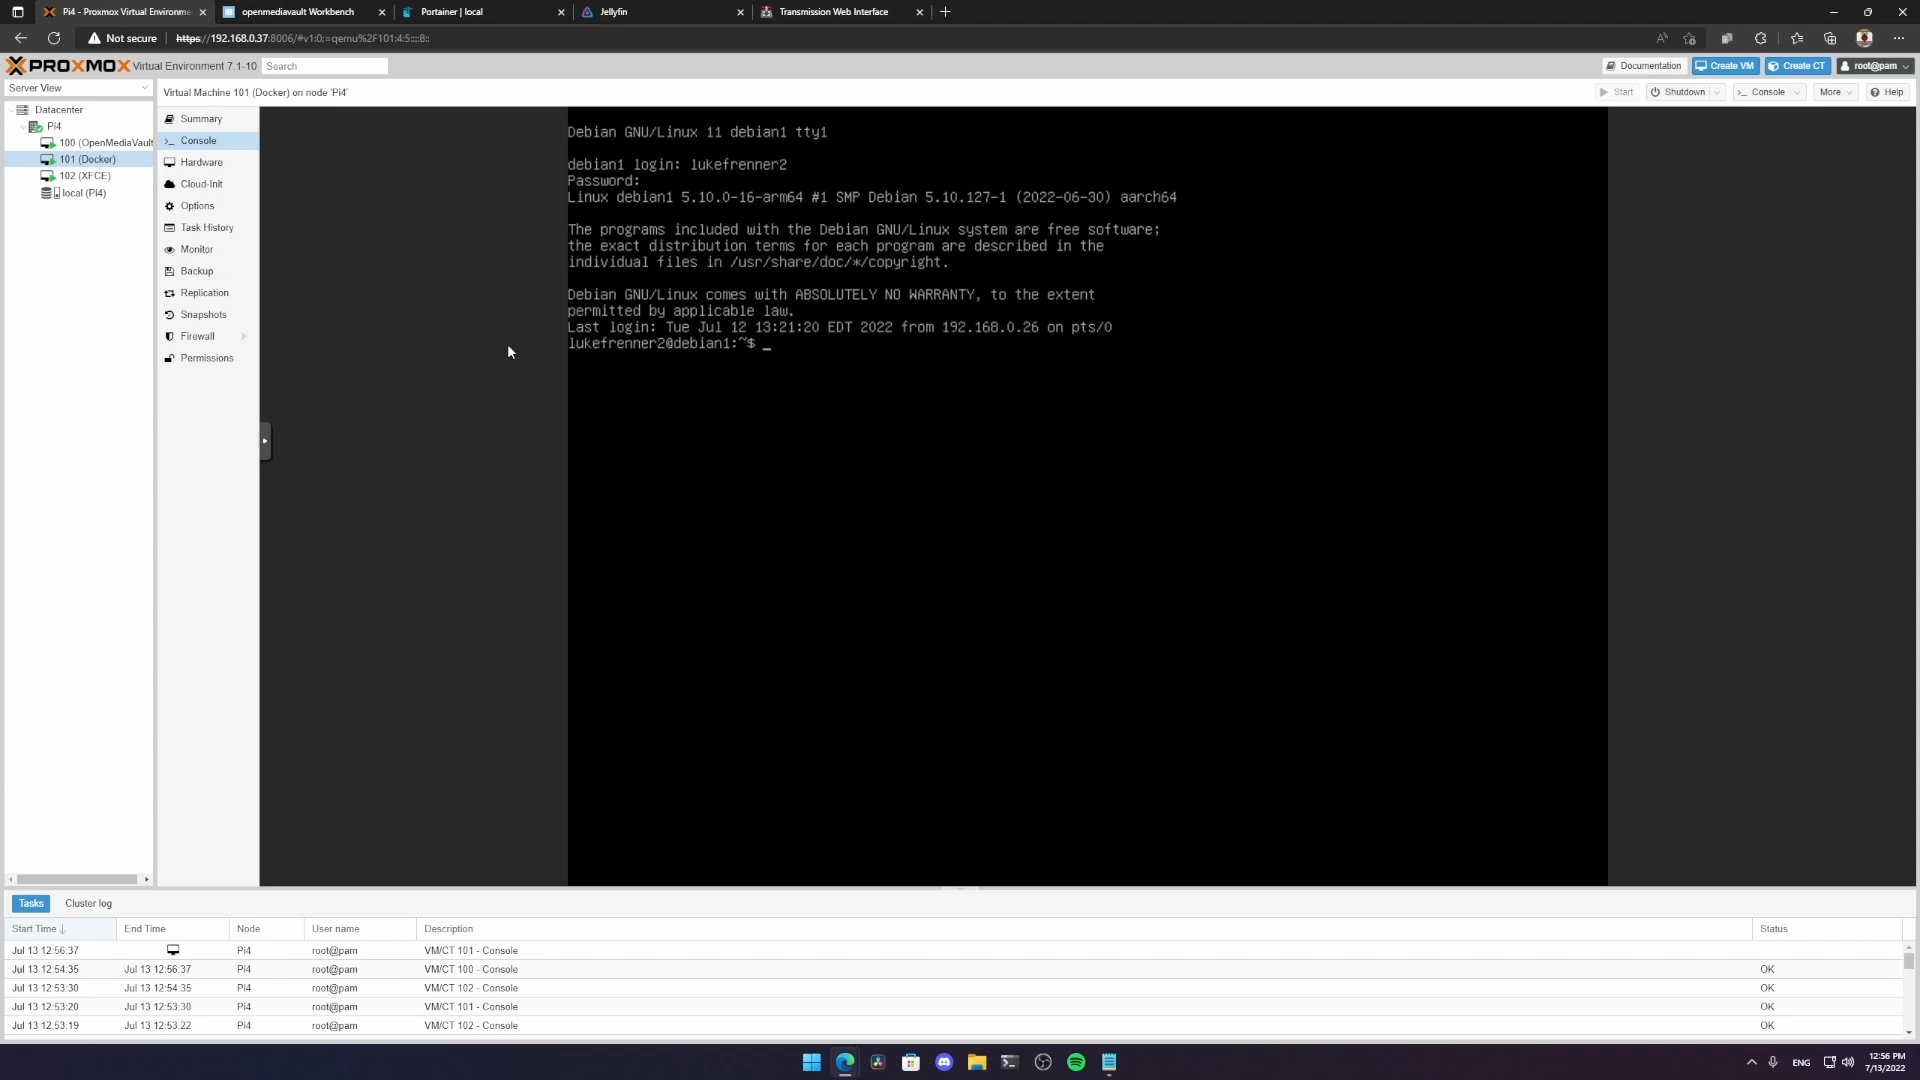 Pi4 - Proxmox Virtual Environme
openmediavault Workbench
Portainer | local
Jellyfin
Transmission Web Interface
Not secure
https://192.168.0.37:8006/#v1:0:=qemu%2F101:4:5::::8::
PROXMOX Virtual Environment 7.1-10
Search
Documentation
Create VM
Create CT
root@pam
Server View
Virtual Machine 101 (Docker) on node 'Pi4'
Start
Shutdown
Console
More
Help
Datacenter
Pi4
100 (OpenMediaVault
101 (Docker)
102 (XFCE)
local (Pi4)
Summary
Console
Hardware
Cloud-Init
Options
Task History
Monitor
Backup
Replication
Snapshots
Firewall
Permissions
Debian GNU/Linux 11 debian1 tty1
debian1 login: lukefrenner2
Password:
Linux debian1 5.10.0-16-arm64 #1 SMP Debian 5.10.127-1 (2022-06-30) aarch64
The programs included with the Debian GNU/Linux system are free software;
the exact distribution terms for each program are described in the
individual files in /usr/share/doc/*/copyright.
Debian GNU/Linux comes with ABSOLUTELY NO WARRANTY, to the extent
permitted by applicable law.
Last login: Tue Jul 12 13:21:20 EDT 2022 from 192.168.0.26 on pts/0
lukefrenner2@debian1:~$ _
Tasks
Cluster log
Start Time End Time Node User name Description Status
Jul 13 12:56:37 Pi4 root@pam VM/CT 101 - Console
Jul 13 12:54:35 Jul 13 12:56:37 Pi4 root@pam VM/CT 100 - Console OK
Jul 13 12:53:30 Jul 13 12:54:35 Pi4 root@pam VM/CT 102 - Console OK
Jul 13 12:53:20 Jul 13 12:53:30 Pi4 root@pam VM/CT 101 - Console OK
Jul 13 12:53:19 Jul 13 12:53:22 Pi4 root@pam VM/CT 102 - Console OK
ENG
12:56 PM
7/13/2022